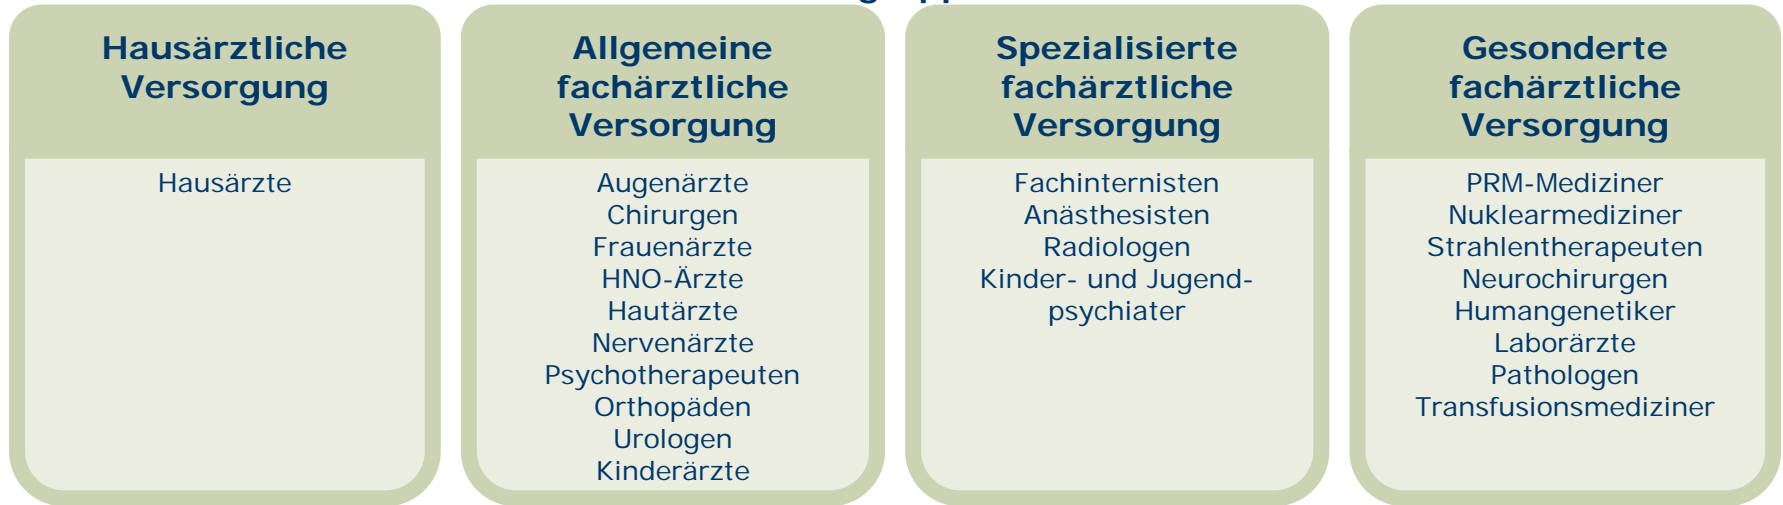 Hausärztliche
Versorgung
Hausärzte
Allgemeine
fachärztliche
Versorgung
Augenärzte
Chirurgen
Frauenärzte
HNO-Ärzte
Hautärzte
Nervenärzte
Psychotherapeuten
Orthopäden
Urologen
Kinderärzte
Spezialisierte
fachärztliche
Versorgung
Fachinternisten
Anästhesisten
Radiologen
Kinder- und Jugend-
psychiater
Gesonderte
fachärztliche
Versorgung
PRM-Mediziner
Nuklearmediziner
Strahlentherapeuten
Neurochirurgen
Humangenetiker
Laborärzte
Pathologen
Transfusionsmediziner